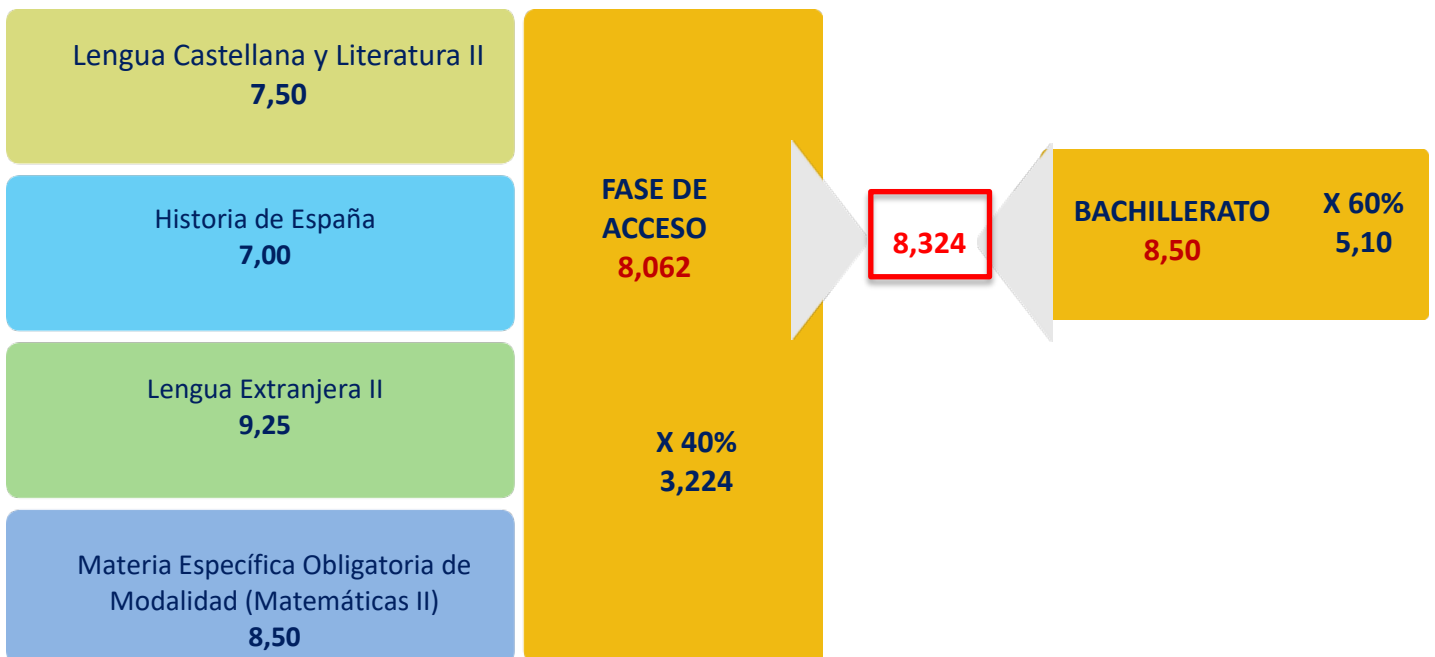 Lengua Castellana y Literatura II
7,50
Historia de España
7,00
Lengua Extranjera II
9,25
Materia Específica Obligatoria de
Modalidad (Matemáticas II)
8,50
FASE DE
ACCESO
8,062
X 40%
3,224
8,324
BACHILLERATO
8,50
X 60%
5,10